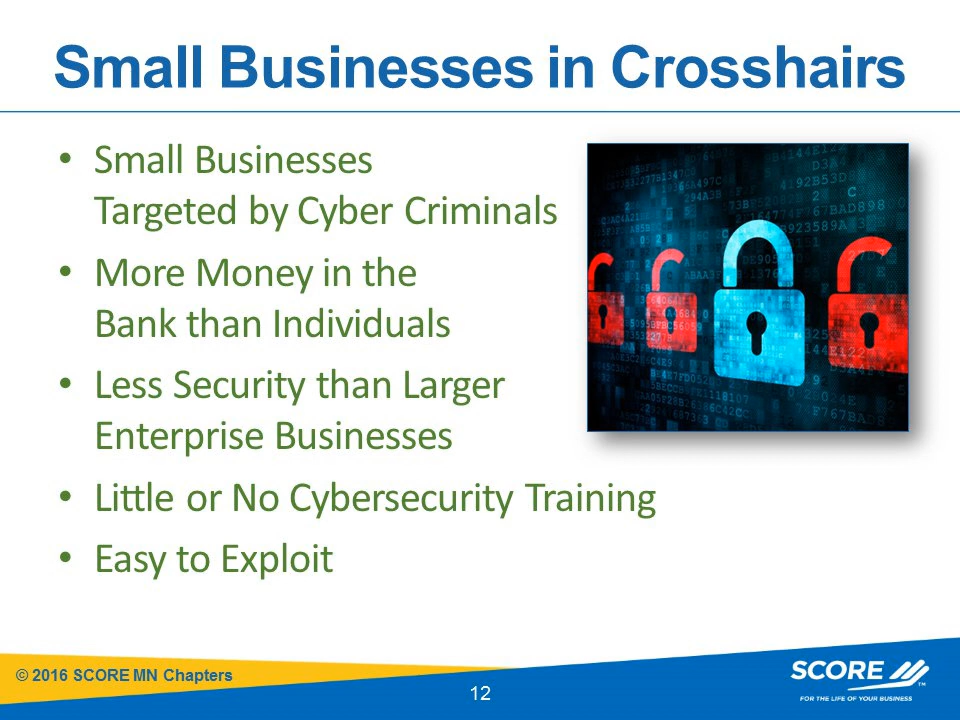 Small Businesses in Crosshairs
• Small Businesses
Targeted by Cyber Criminals
• More Money in the
Bank than Individuals
• Less Security than Larger
Enterprise Businesses
• Little or No Cybersecurity Training
• Easy to Exploit
© 2016 SCORE MN Chapters
12
SCORE ™
FOR THE LIFE OF YOUR BUSINESS